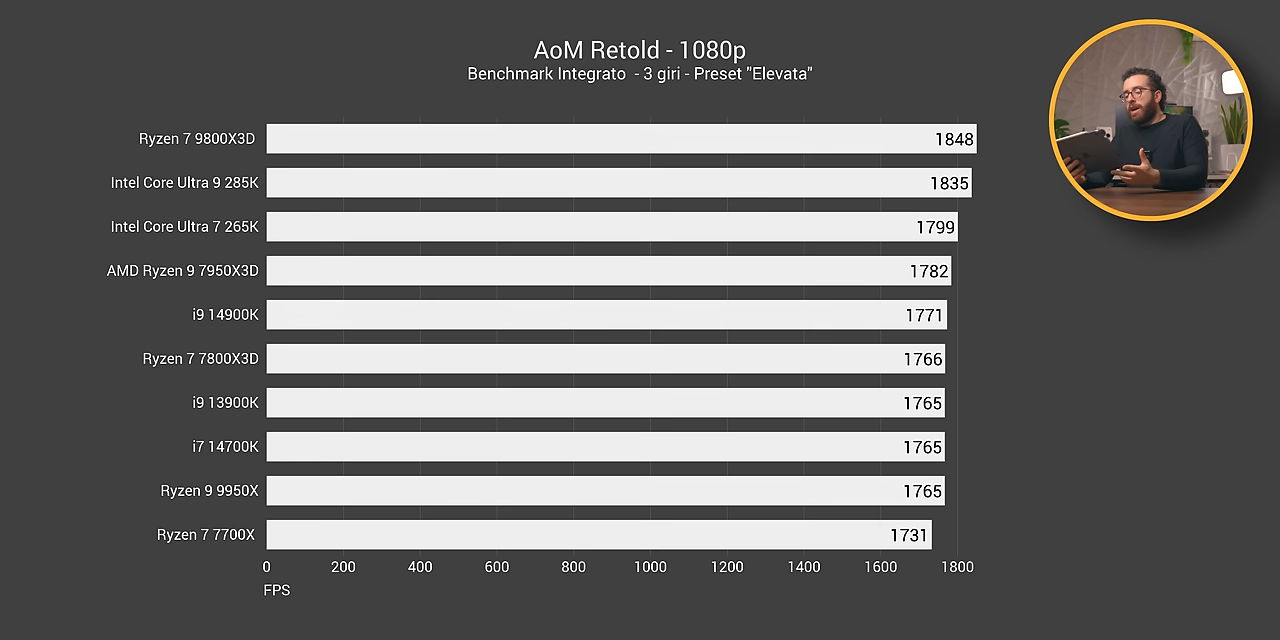 AoM Retold - 1080p
Benchmark Integrato - 3 giri - Preset "Elevata"
Ryzen 7 9800X3D 1848
Intel Core Ultra 9 285K 1835
Intel Core Ultra 7 265K 1799
AMD Ryzen 9 7950X3D 1782
i9 14900K 1771
Ryzen 7 7800X3D 1766
i9 13900K 1765
i7 14700K 1765
Ryzen 9 9950X 1765
Ryzen 7 7700X 1731
0 200 400 600 800 1000 1200 1400 1600 1800
FPS